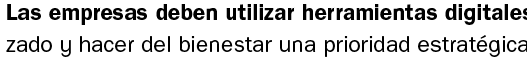 Las empresas deben utilizar herramientas digitales
zado y hacer del bienestar una prioridad estratégica